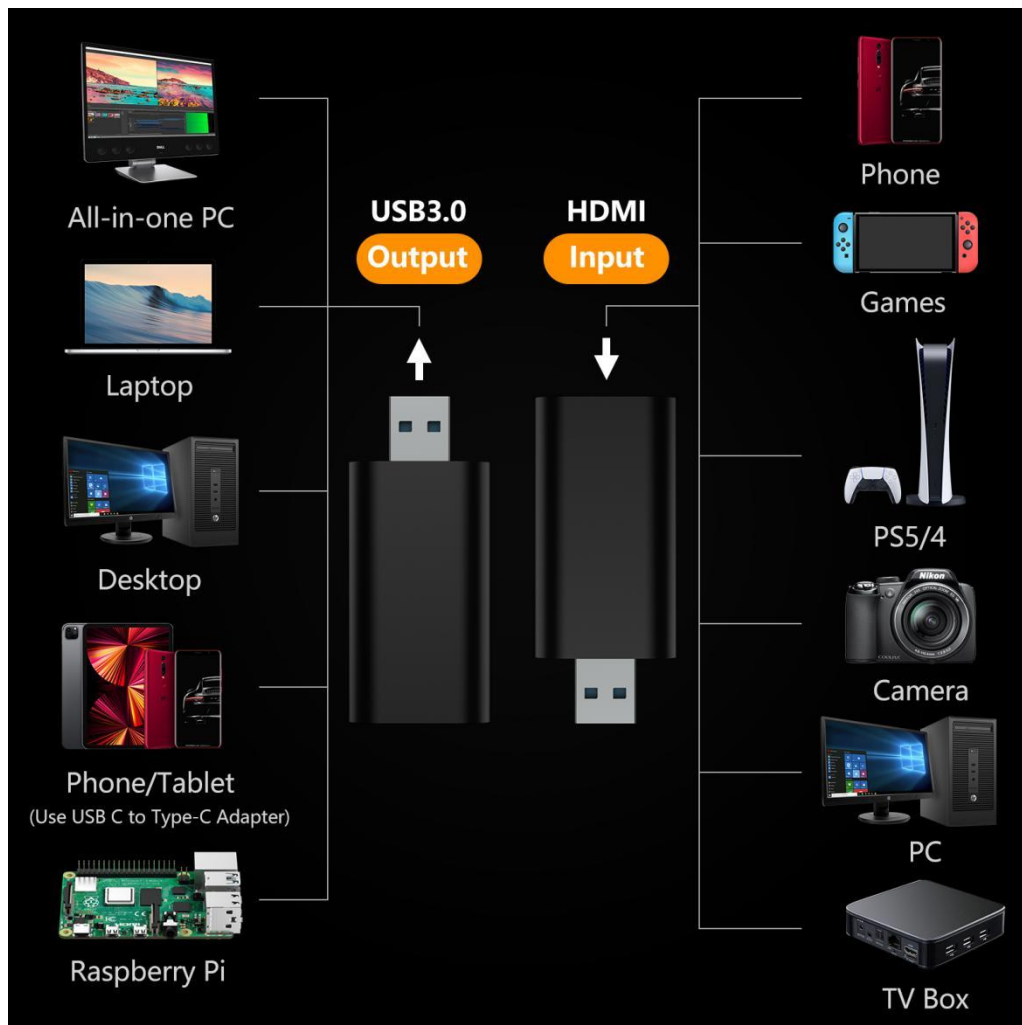 All-in-one PC
Laptop
Desktop
Phone/Tablet
(Use USB C to Type-C Adapter)
Raspberry Pi
USB3.0
Output
HDMI
Input
Phone
Games
PS5/4
Nikon
Camera
PC
TV Box